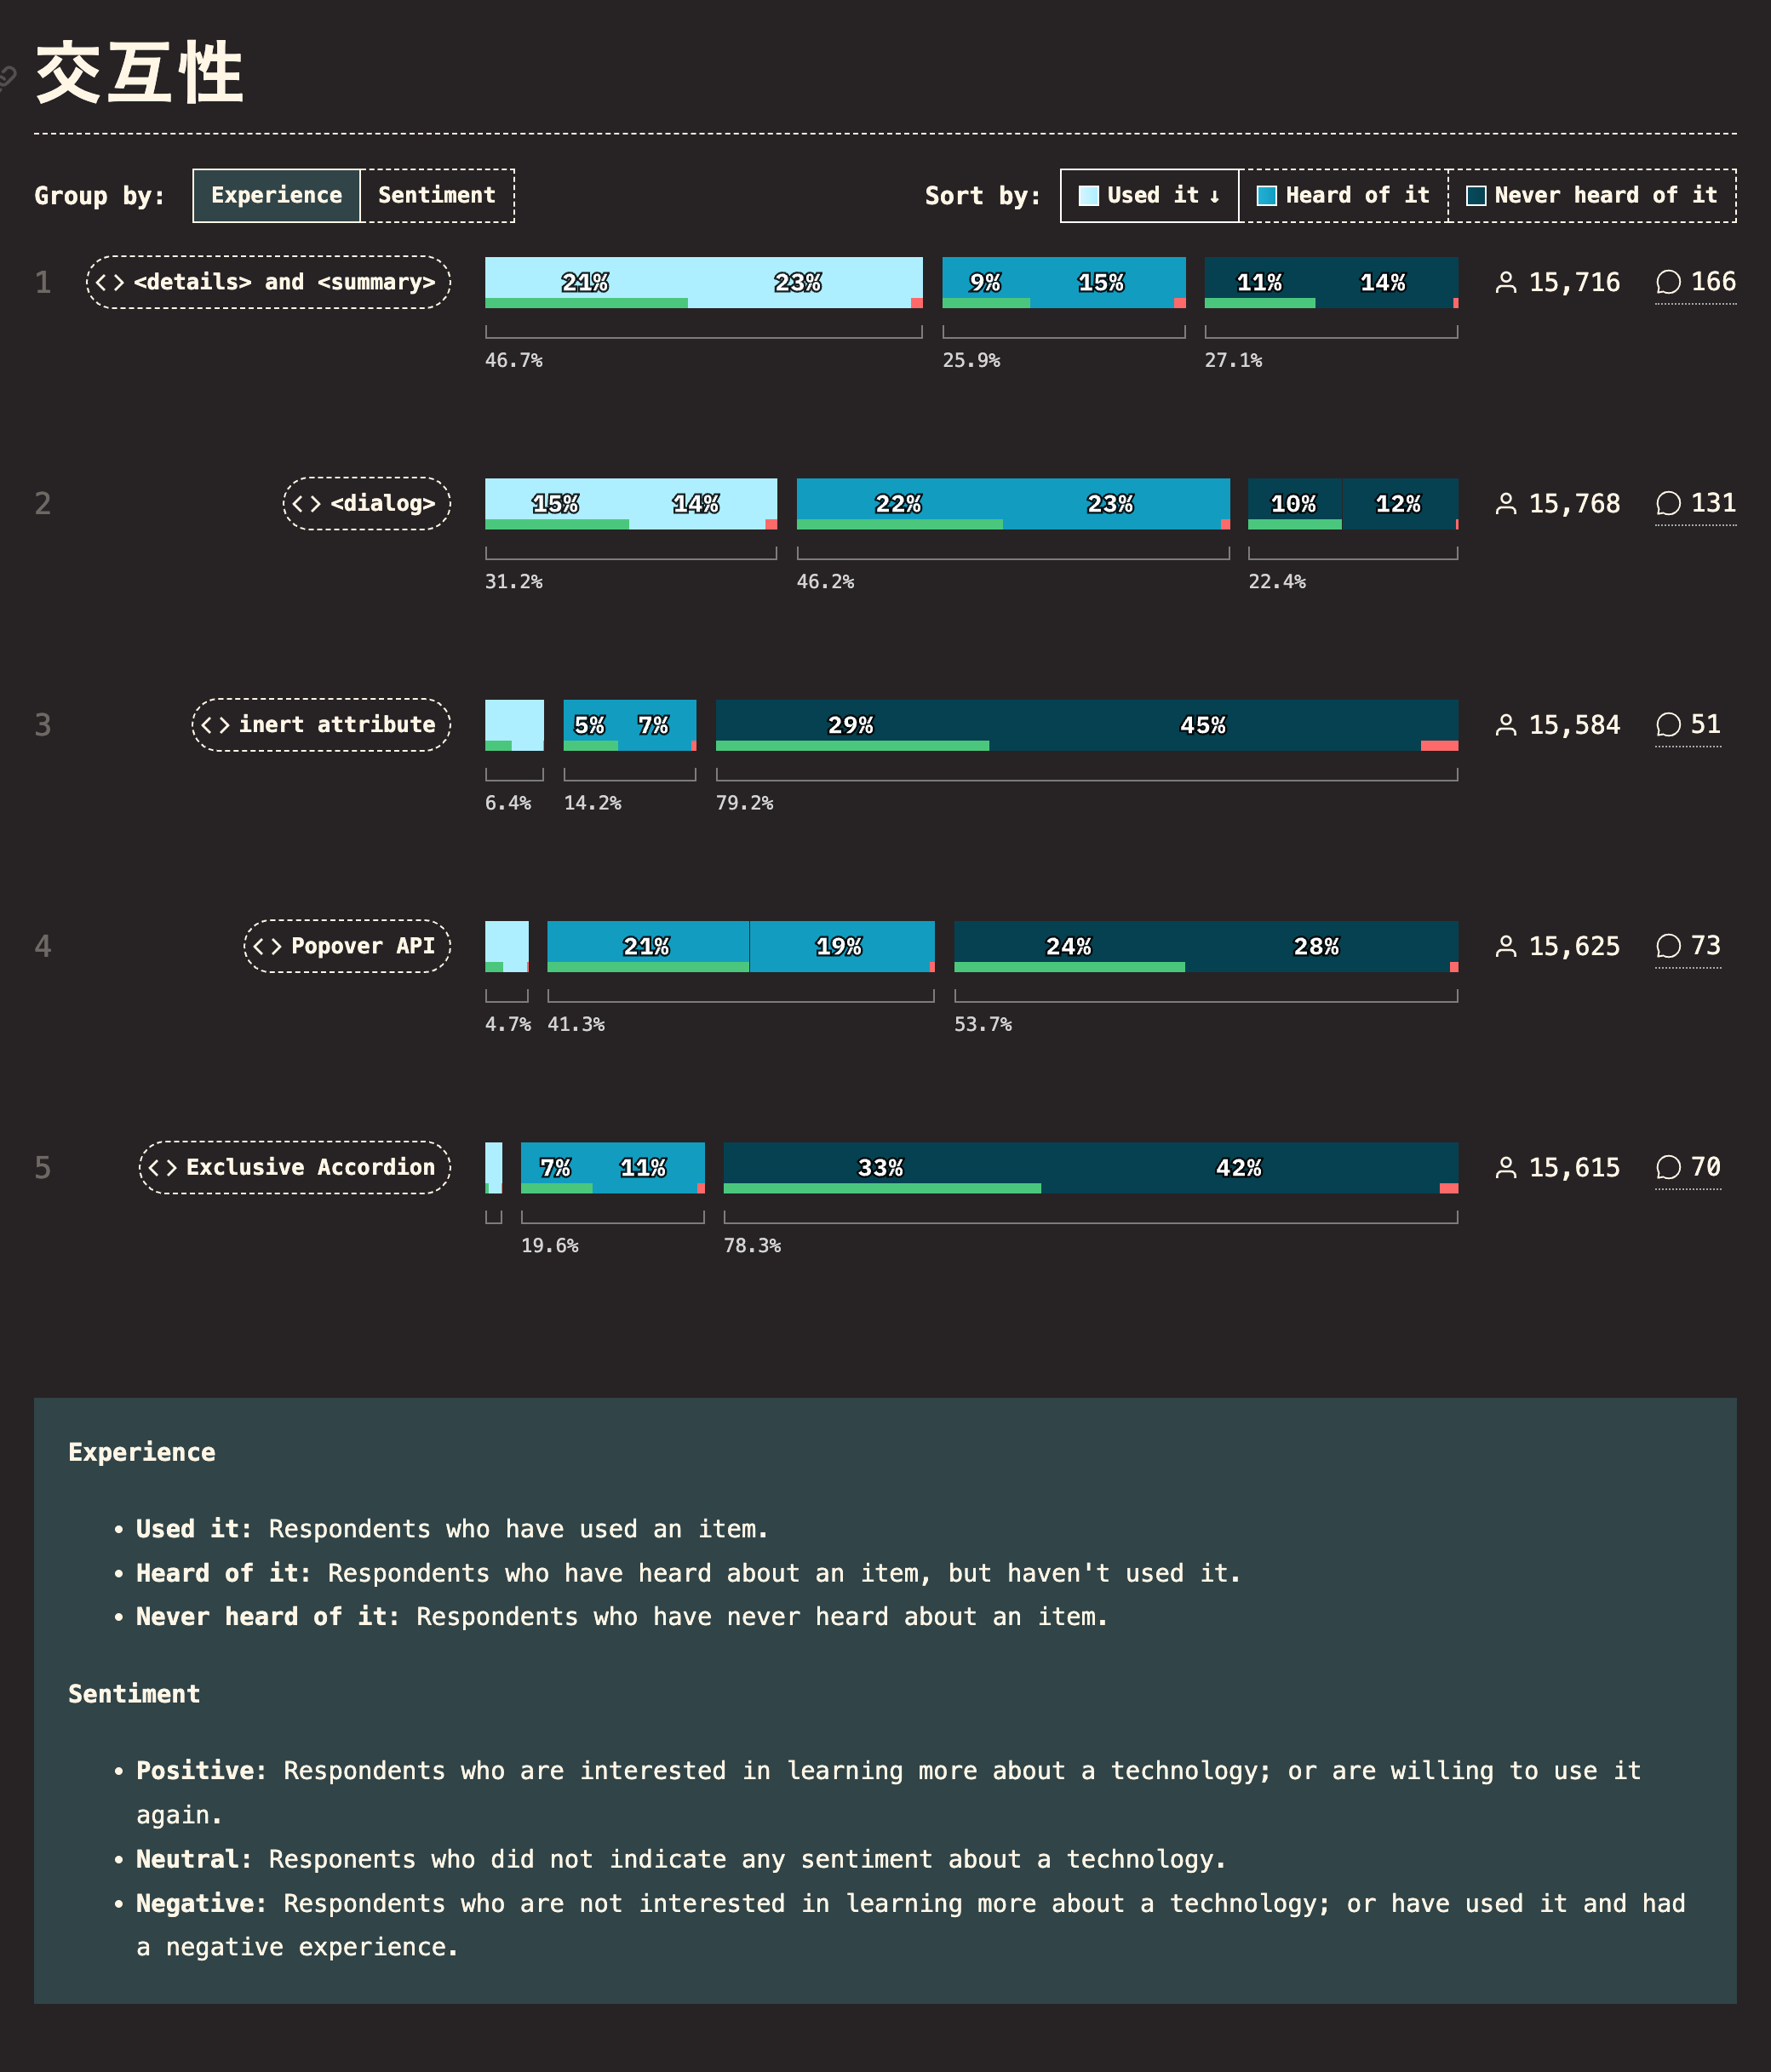 交互性
Group by: Experience Sentiment Sort by: Used it ↓ Heard of it Never heard of it
1 <details> and <summary> 21% 23% 9% 15% 11% 14% 15,716 166
46.7% 25.9% 27.1%
2 <dialog> 15% 14% 22% 23% 10% 12% 15,768 131
31.2% 46.2% 22.4%
3 inert attribute 5% 7% 29% 45% 15,584 51
6.4% 14.2% 79.2%
4 Popover API 21% 19% 24% 28% 15,625 73
4.7% 41.3% 53.7%
5 Exclusive Accordion 7% 11% 33% 42% 15,615 70
19.6% 78.3%
Experience
• Used it: Respondents who have used an item.
• Heard of it: Respondents who have heard about an item, but haven't used it.
• Never heard of it: Respondents who have never heard about an item.
Sentiment
• Positive: Respondents who are interested in learning more about a technology; or are willing to use it
again.
• Neutral: Responents who did not indicate any sentiment about a technology.
• Negative: Respondents who are not interested in learning more about a technology; or have used it and had
a negative experience.